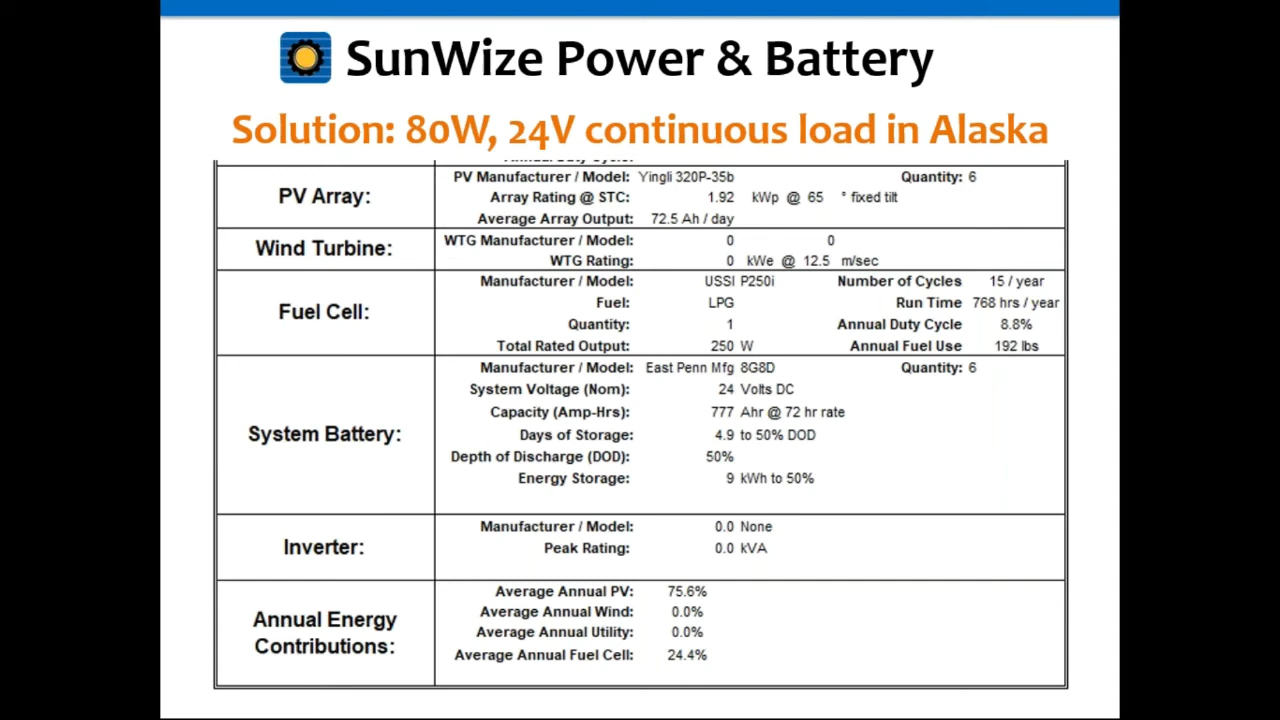 SunWize Power & Battery
Solution: 80W, 24V continuous load in Alaska
PV Array:
PV Manufacturer / Model: Yingli 320P-35b Quantity: 6
Array Rating @ STC: 1.92 kWp @ 65 ° fixed tilt
Average Array Output: 72.5 Ah / day
Wind Turbine:
WTG Manufacturer / Model: 0 0
WTG Rating: 0 kWe @ 12.5 m/sec
Fuel Cell:
Manufacturer / Model: USSI P250i Number of Cycles 15 / year
Fuel: LPG Run Time 768 hrs / year
Quantity: 1 Annual Duty Cycle 8.8%
Total Rated Output: 250 W Annual Fuel Use 192 lbs
System Battery:
Manufacturer / Model: East Penn Mfg 8G8D Quantity: 6
System Voltage (Nom): 24 Volts DC
Capacity (Amp-Hrs): 777 Ahr @ 72 hr rate
Days of Storage: 4.9 to 50% DOD
Depth of Discharge (DOD): 50%
Energy Storage: 9 kWh to 50%
Inverter:
Manufacturer / Model: 0.0 None
Peak Rating: 0.0 kVA
Annual Energy
Contributions:
Average Annual PV: 75.6%
Average Annual Wind: 0.0%
Average Annual Utility: 0.0%
Average Annual Fuel Cell: 24.4%